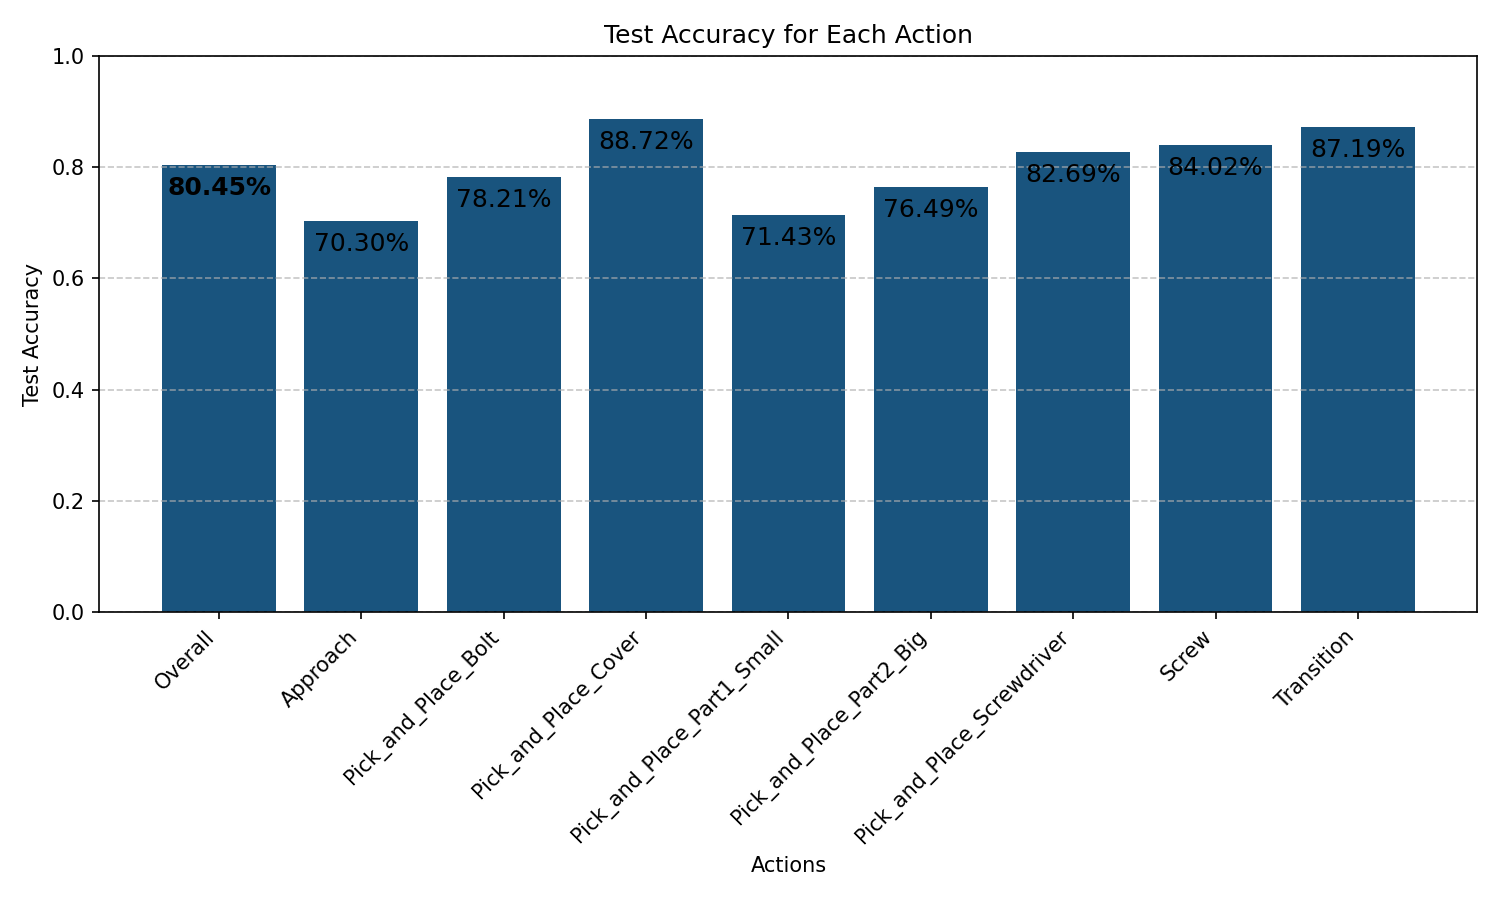 Test Accuracy for Each Action
1.0
0.8
0.6
0.4
0.2
0.0
Test Accuracy
80.45%
70.30%
78.21%
88.72%
71.43%
76.49%
82.69%
84.02%
87.19%
Overall
Approach
Pick_and_Place_Bolt
Pick_and_Place_Cover
Pick_and_Place_Part1_Small
Pick_and_Place_Part2_Big
Pick_and_Place_Screwdriver
Screw
Transition
Actions